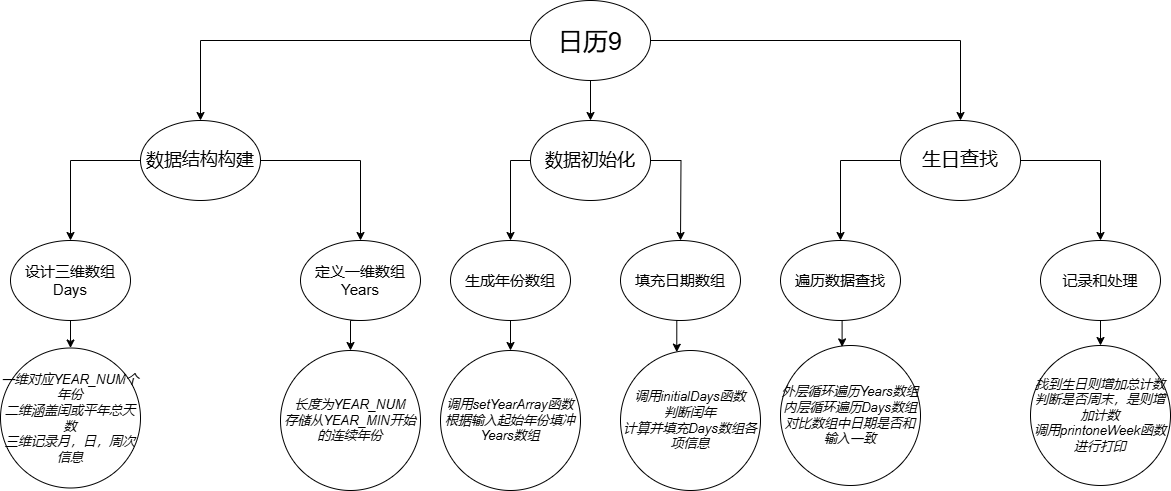 日历9
数据结构构建
数据初始化
生日查找
设计三维数组
Days
定义一维数组
Years
生成年份数组
填充日期数组
遍历数据查找
记录和处理
一维对应YEAR_NUM个
年份
二维涵盖闰或平年总天
数
三维记录月，日，周次
信息
长度为YEAR_NUM
存储从YEAR_MIN开始
的连续年份
调用setYearArray函数
根据输入起始年份填冲
Years数组
调用initialDays函数
判断闰年
计算并填充Days数组各
项信息
外层循环遍历Years数组
内层循环遍历Days数组
对比数组中日期是否和
输入一致
找到生日则增加总计数
判断是否周末，是则增
加计数
调用printoneWeek函数
进行打印